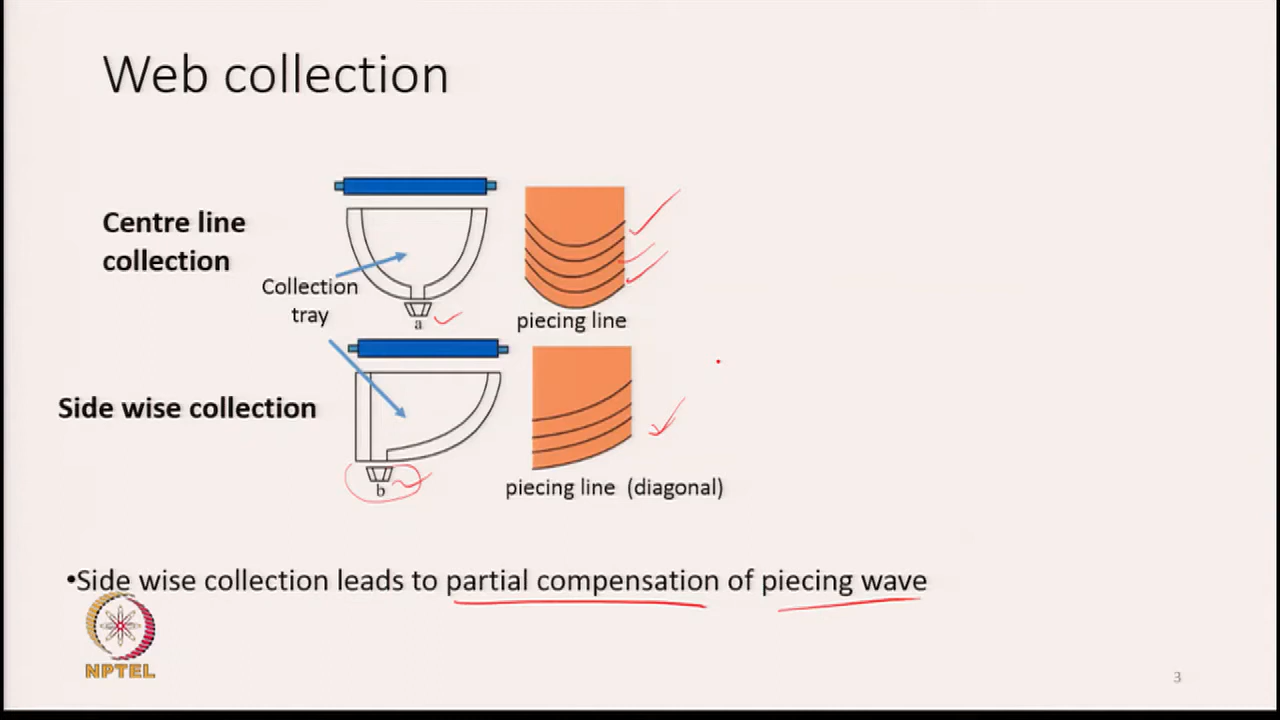 Web collection
Centre line
collection
Collection
tray
a
piecing line
Side wise collection
b
piecing line (diagonal)
•Side wise collection leads to partial compensation of piecing wave
NPTEL
3